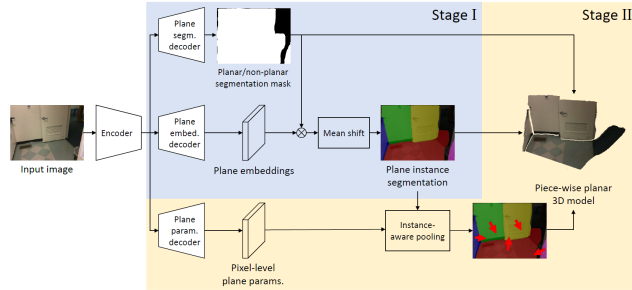 Stage I
Stage II
Plane
segm.
decoder
Planar/non-planar
segmentation mask
Input image
Encoder
Plane
embed.
decoder
Plane embeddings
Mean shift
Plane instance
segmentation
Piece-wise planar
3D model
Plane
param.
decoder
Pixel-level
plane params.
Instance-
aware pooling